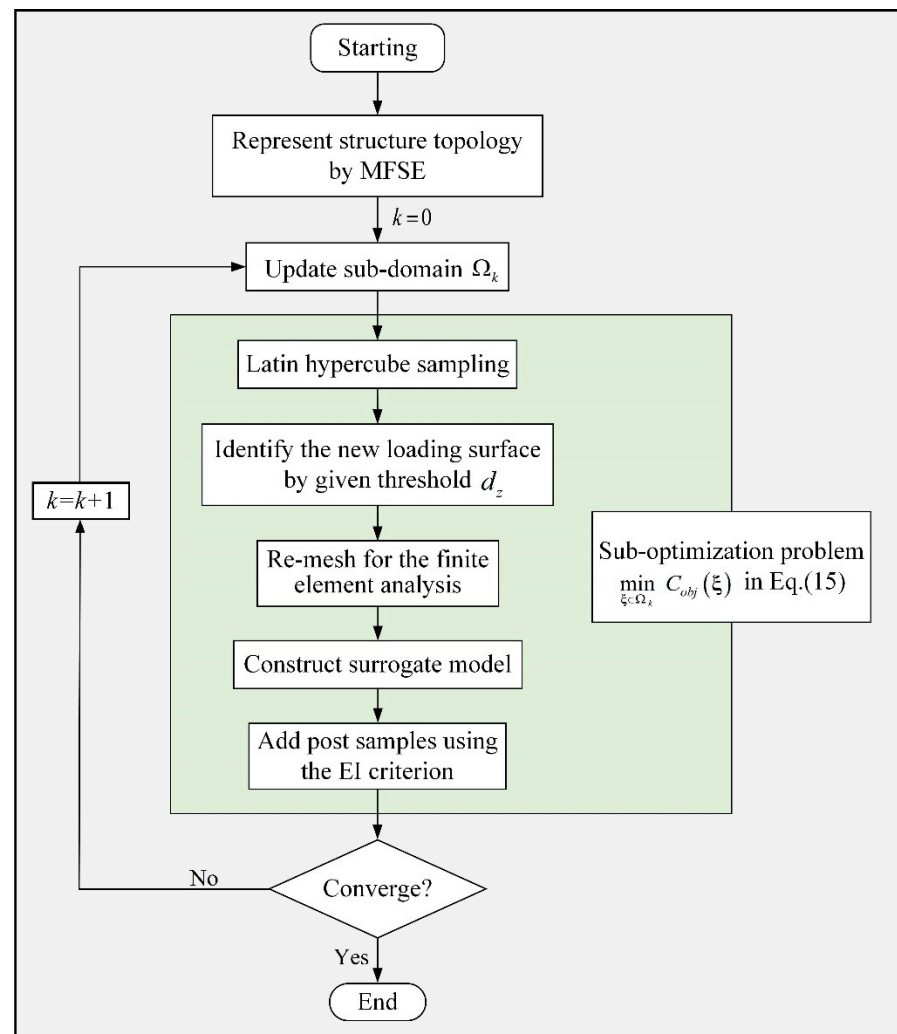 Starting
Represent structure topology
by MFSE
k=0
Update sub-domain Ωk
Latin hypercube sampling
Identify the new loading surface
by given threshold dz
k=k+1
Re-mesh for the finite
element analysis
Sub-optimization problem
min Cobj(ξ) in Eq.(15)
ξ⊂Ωk
Construct surrogate model
Add post samples using
the EI criterion
No
Converge?
Yes
End